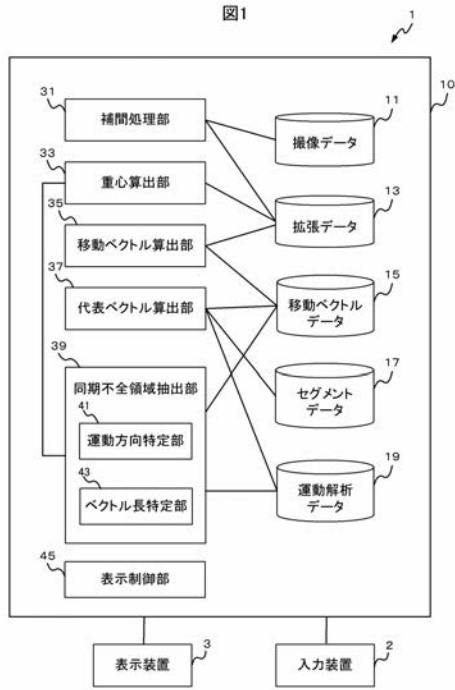 図1
1
10
31
補間処理部
11
撮像データ
33
重心算出部
13
拡張データ
35
移動ベクトル算出部
15
移動ベクトル
データ
37
代表ベクトル算出部
17
セグメント
データ
39
同期不全領域抽出部
41
運動方向特定部
43
ベクトル長特定部
19
運動解析
データ
45
表示制御部
表示装置
3
入力装置
2